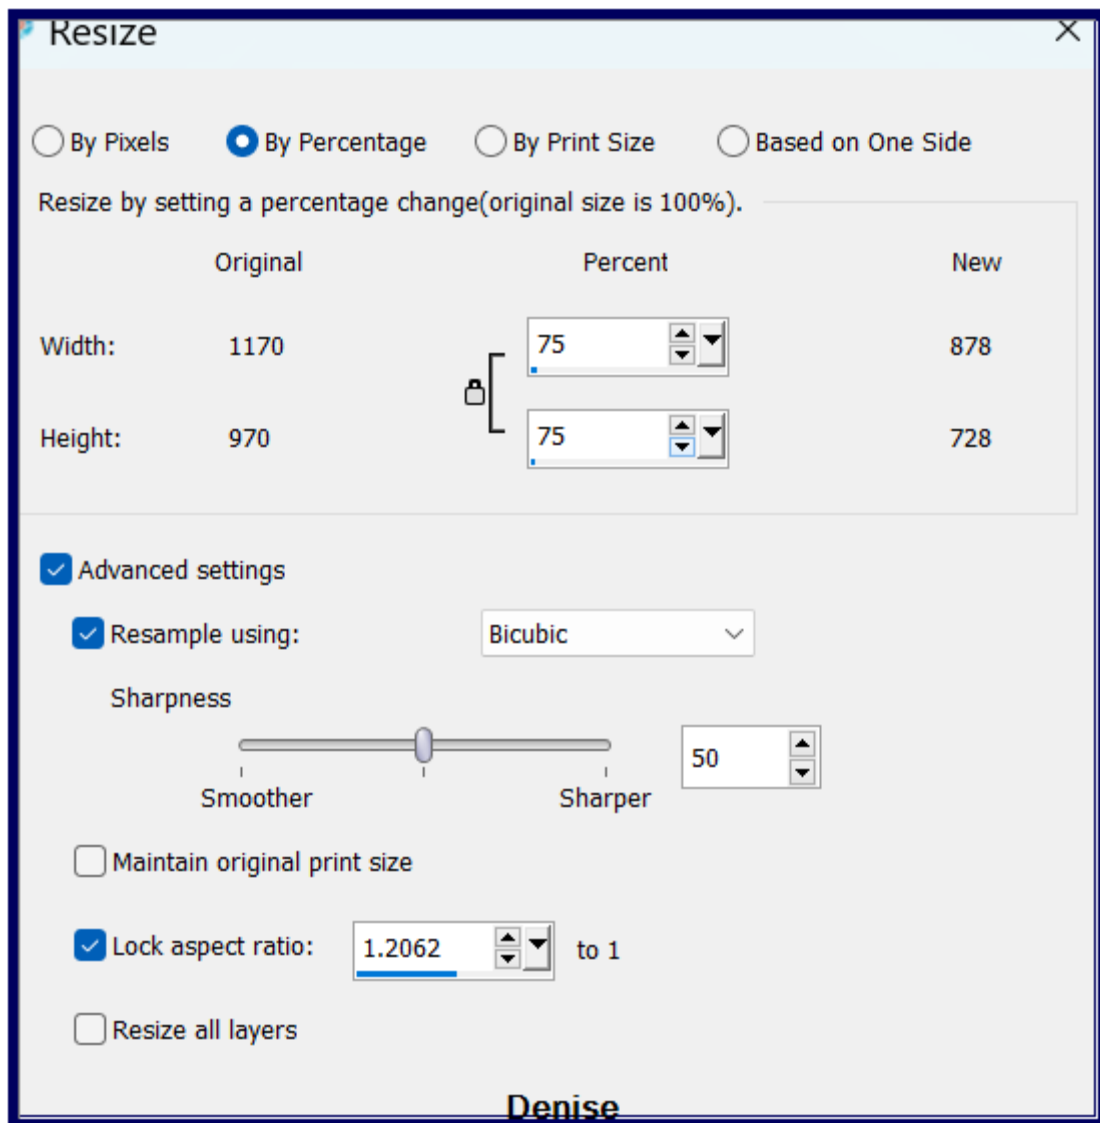 Resize
By Pixels By Percentage By Print Size Based on One Side
Resize by setting a percentage change(original size is 100%).
Original Percent New
Width: 1170 75 878
Height: 970 75 728
Advanced settings
Resample using: Bicubic
Sharpness
50
Smoother Sharper
Maintain original print size
Lock aspect ratio: 1.2062 to 1
Resize all layers
Denise